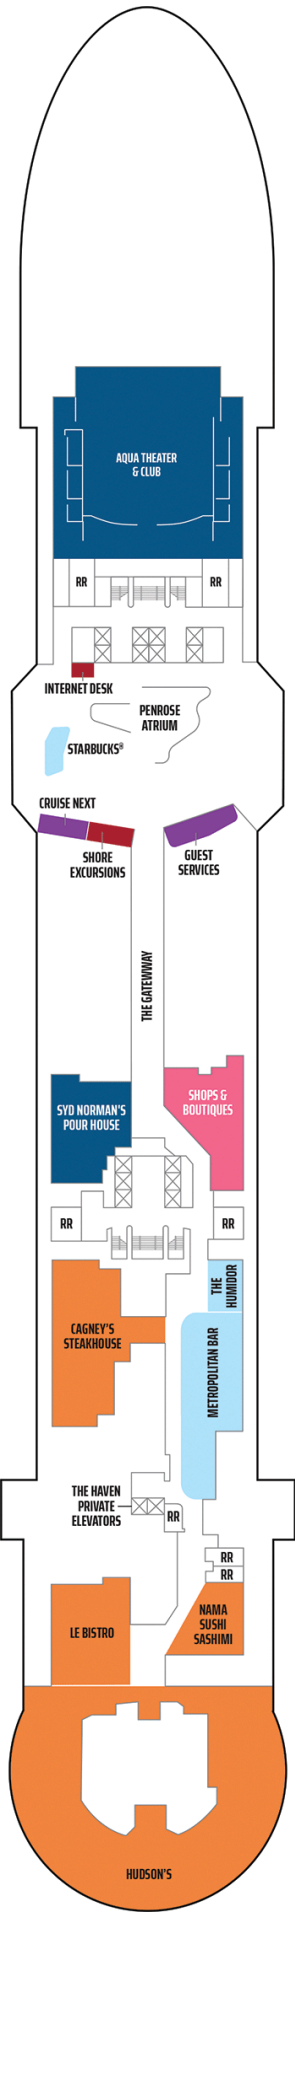 AQUA THEATER
& CLUB
RR
RR
INTERNET DESK
PENROSE
ATRIUM
STARBUCKS®
CRUISE NEXT
SHORE
EXCURSIONS
GUEST
SERVICES
THE GATEWWAY
SYD NORMAN'S
POUR HOUSE
SHOPS &
BOUTIQUES
RR
RR
THE
HUMIDOR
CAGNEY'S
STEAKHOUSE
METROPOLITAN BAR
THE HAVEN
PRIVATE
ELEVATORS
RR
RR
RR
LE BISTRO
NAMA
SUSHI
SASHIMI
HUDSON'S